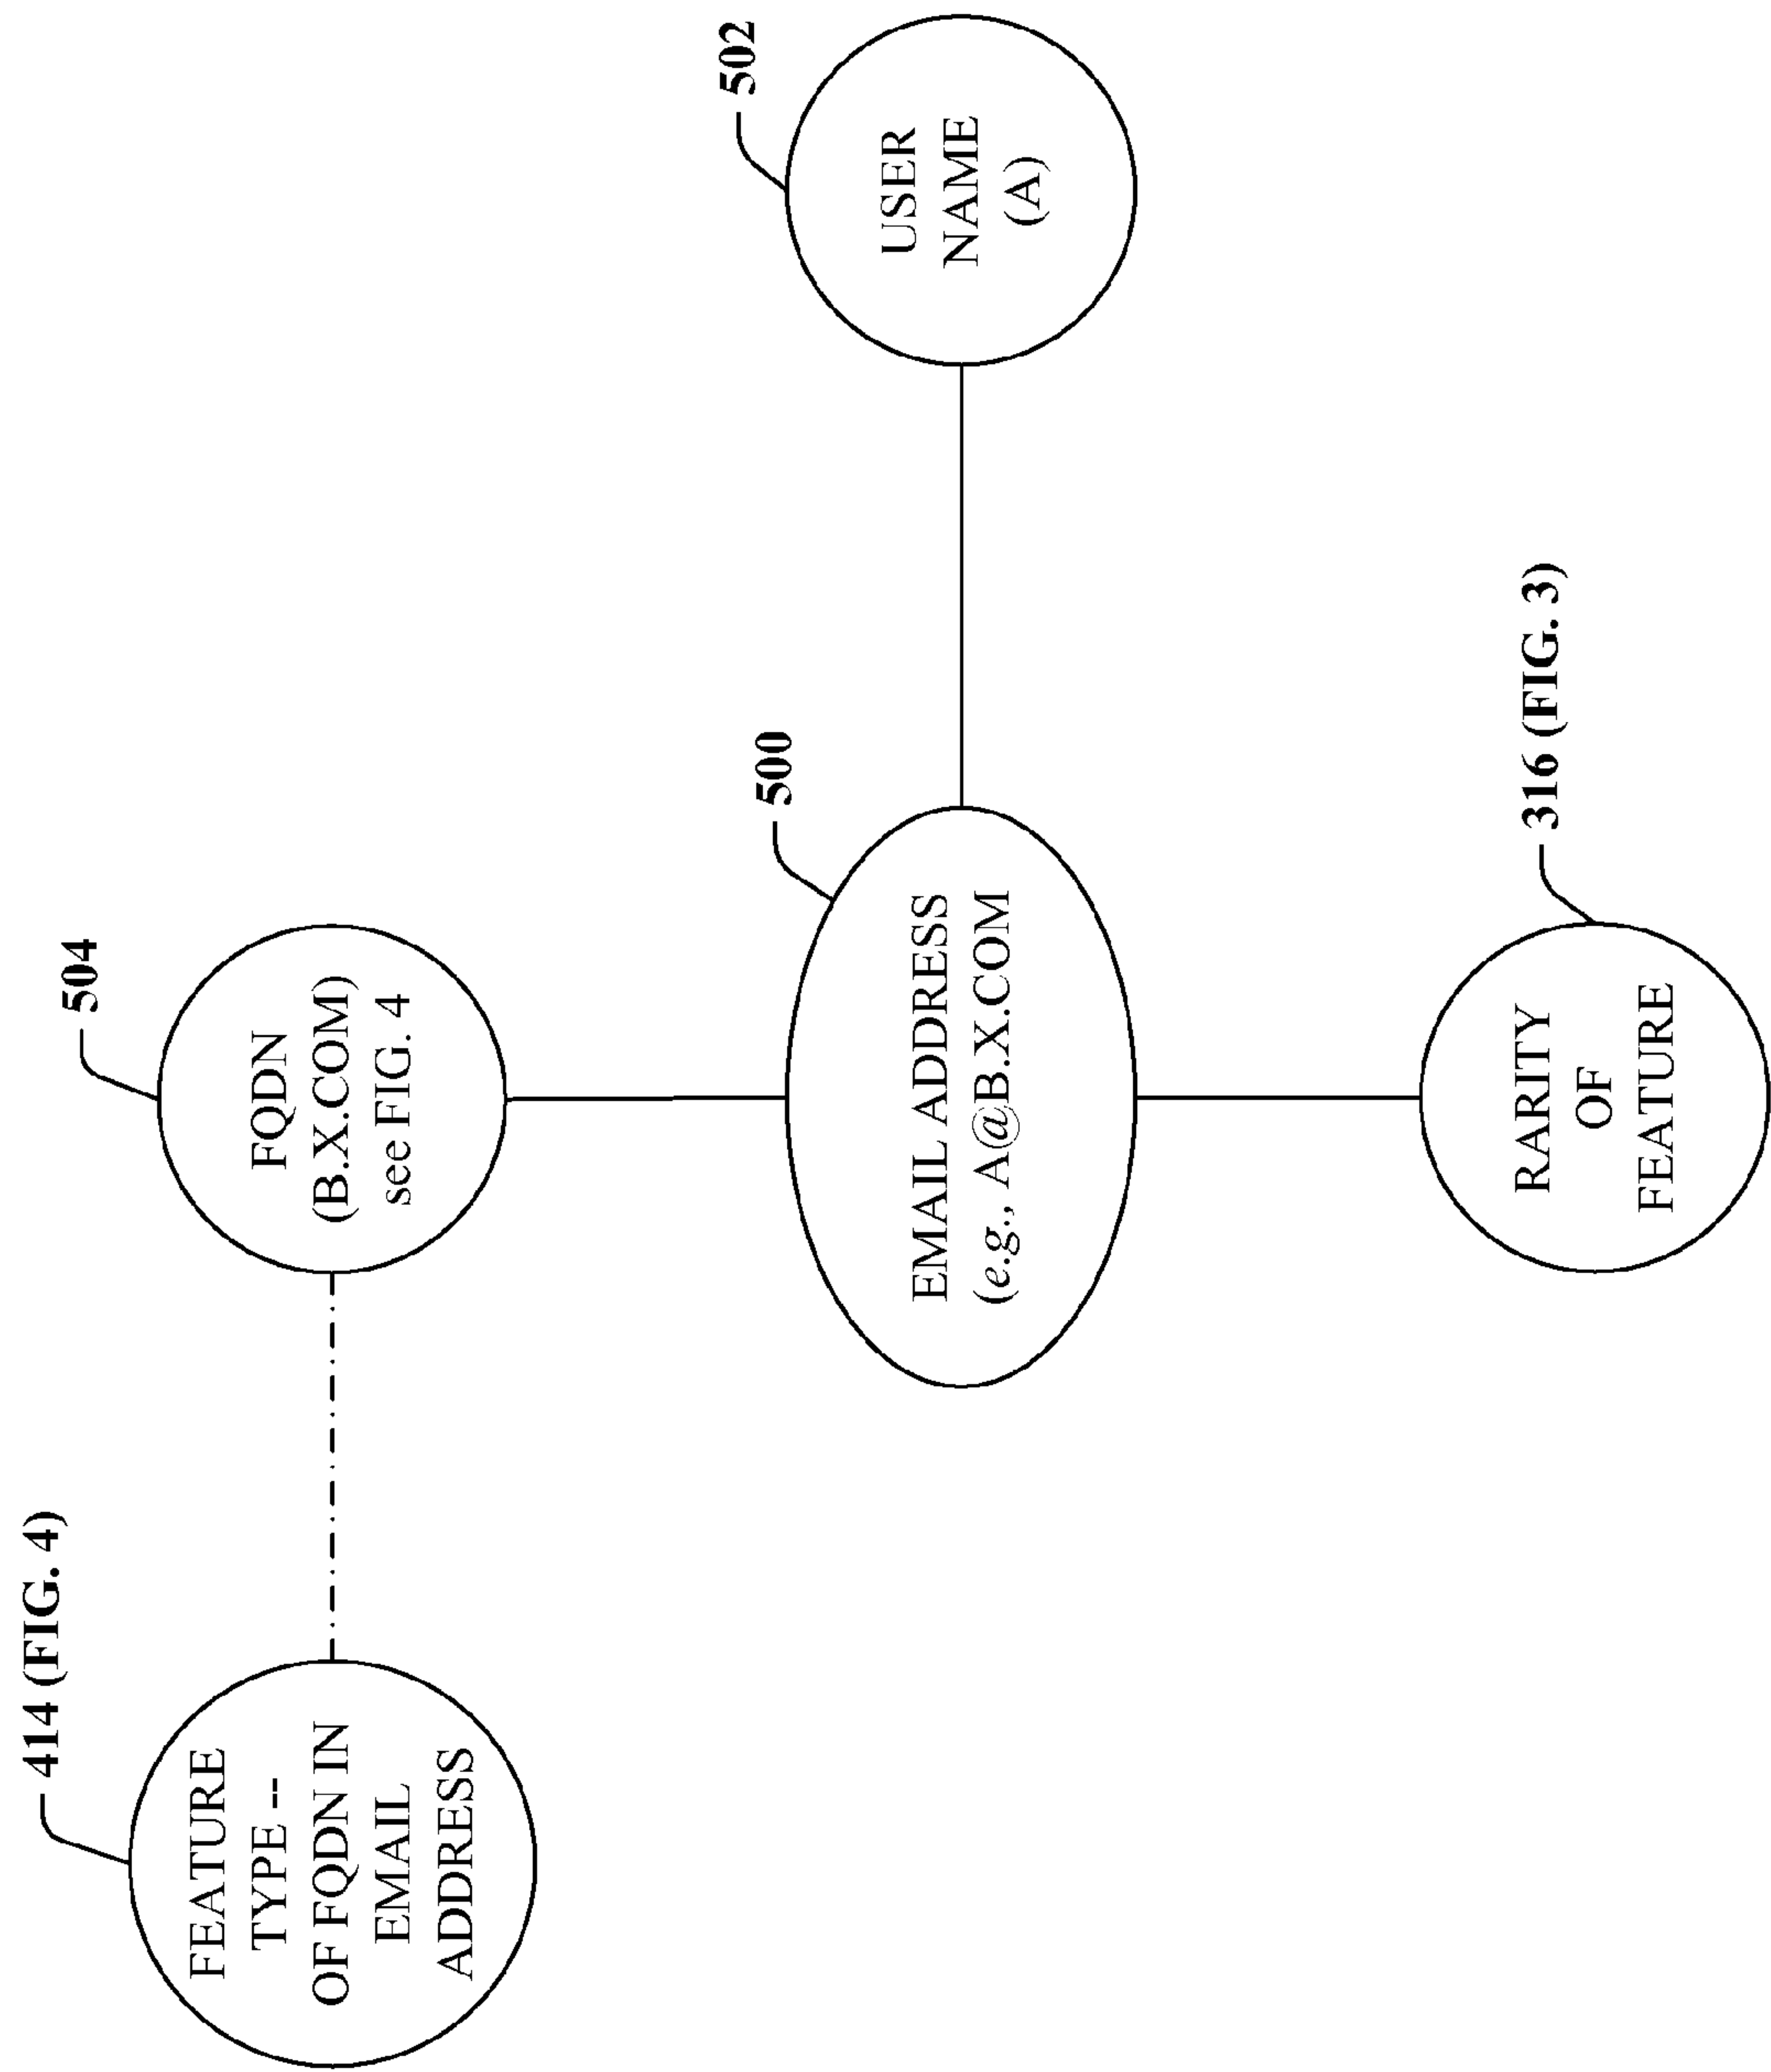 414 (FIG. 4)
FEATURE
TYPE --
OF FQDN IN
EMAIL
ADDRESS
504
FQDN
(B.X.COM)
see FIG. 4
500
EMAIL ADDRESS
(e.g., A@B.X.COM
502
USER
NAME
(A)
316 (FIG. 3)
RARITY
OF
FEATURE